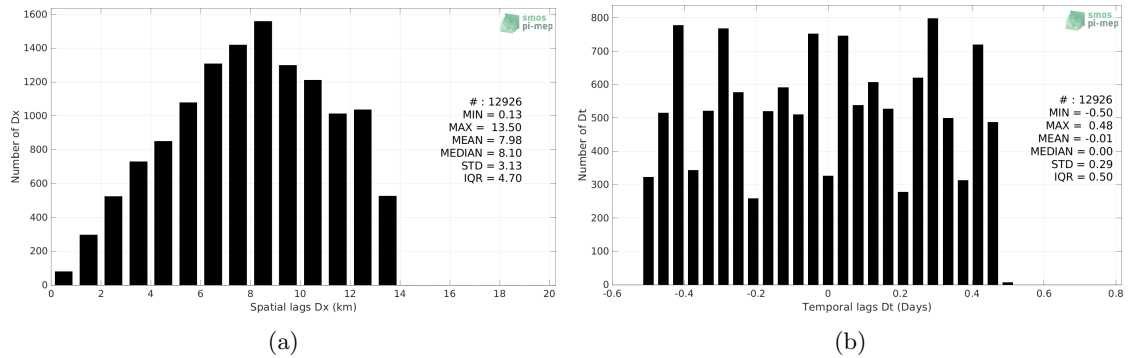 1600
1400
1200
1000
800
600
400
200
0
Number of Dx
smos
pi-mep
# : 12926
MIN = 0.13
MAX = 13.50
MEAN = 7.98
MEDIAN = 8.10
STD = 3.13
IQR = 4.70
0 2 4 6 8 10 12 14 16 18 20
Spatial lags Dx (km)
(a)
800
700
600
500
400
300
200
100
0
Number of Dt
smos
pi-mep
# : 12926
MIN = -0.50
MAX = 0.48
MEAN = -0.01
MEDIAN = 0.00
STD = 0.29
IQR = 0.50
-0.6 -0.4 -0.2 0 0.2 0.4 0.6 0.8
Temporal lags Dt (Days)
(b)